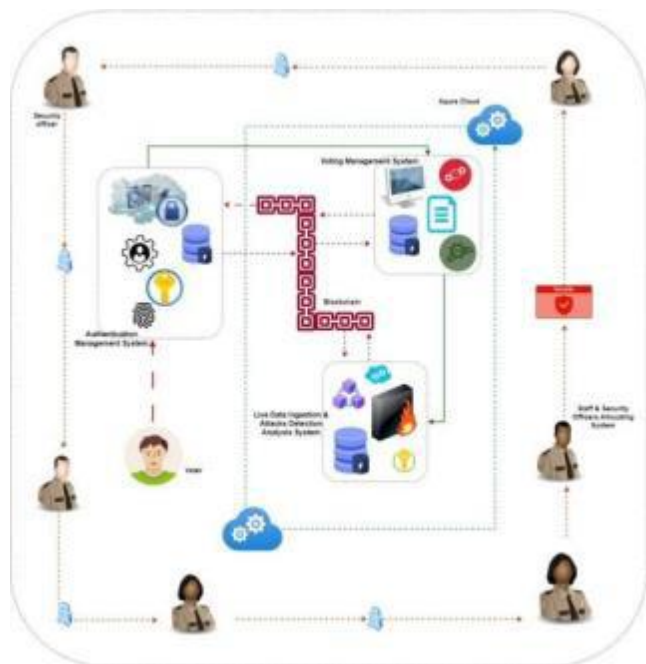 Security
officer
Azure Cloud
Voting Management System
Blockchain
Authentication
Management System
Live Data Ingestion &
Attacks Detection
Analysis System
Staff & Security
Officers Allocating
System